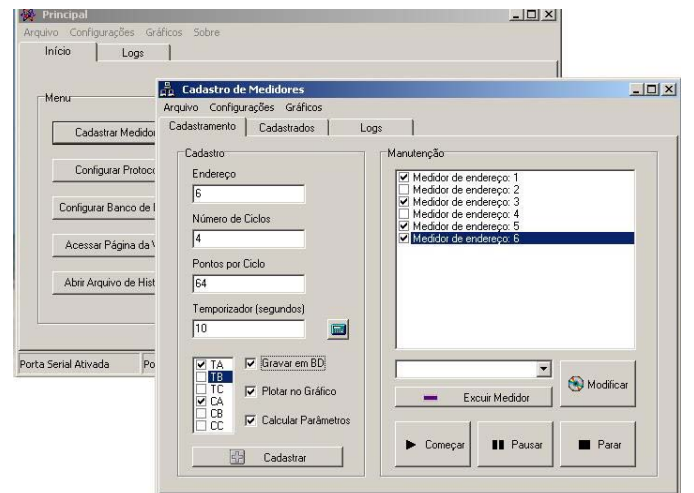 Principal
Arquivo Configurações Gráficos Sobre
Início Logs
Menu
Cadastrar Medido
Configurar Protoco
Configurar Banco de
Acessar Página da
Abrir Arquivo de Hist
Porta Serial Ativada Po
Cadastro de Medidores
Arquivo Configurações Gráficos
Cadastramento Cadastrados Logs
Cadastro
Endereço
6
Número de Ciclos
4
Pontos por Ciclo
64
Temporizador (segundos)
10
TA
TB
TC
CA
CB
CC
Gravar em BD
Plotar no Gráfico
Calcular Parâmetros
Cadastrar
Manutenção
Medidor de endereço: 1
Medidor de endereço: 2
Medidor de endereço: 3
Medidor de endereço: 4
Medidor de endereço: 5
Medidor de endereço: 6
Excuir Medidor
Modificar
Começar Pausar Parar